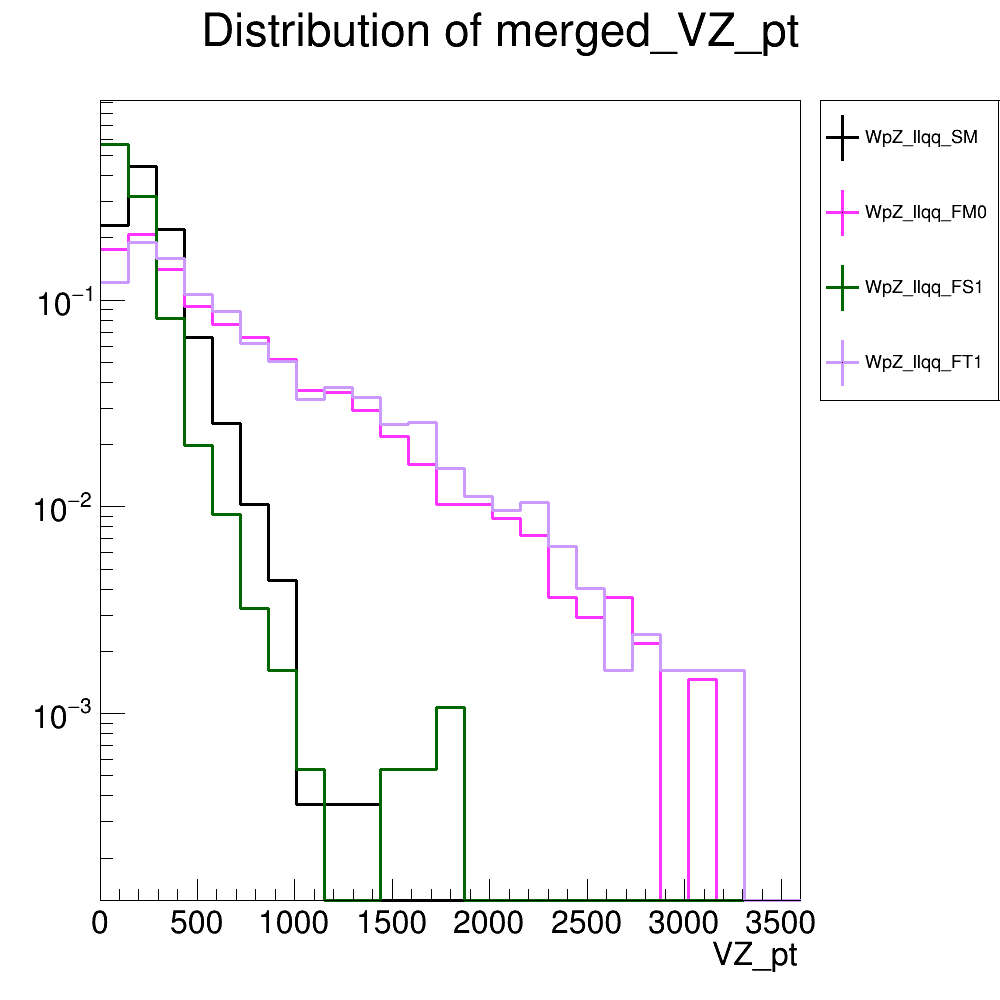 Distribution of merged_VZ_pt
WpZ_llqq_SM
WpZ_llqq_FM0
WpZ_llqq_FS1
WpZ_llqq_FT1
10⁻¹
10⁻²
10⁻³
0 500 1000 1500 2000 2500 3000 3500
VZ_pt